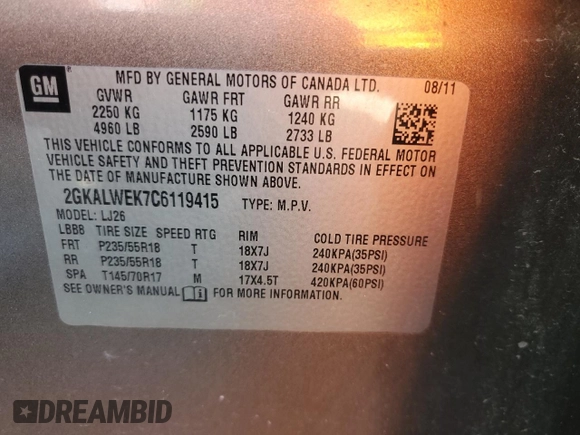 GM
MFD BY GENERAL MOTORS OF CANADA LTD. 08/11
GVWR GAWR FRT GAWR RR
2250 KG 1175 KG 1240 KG
4960 LB 2590 LB 2733 LB
THIS VEHICLE CONFORMS TO ALL APPLICABLE U.S. FEDERAL MOTOR
VEHICLE SAFETY AND THEFT PREVENTION STANDARDS IN EFFECT ON
THE DATE OF MANUFACTURE SHOWN ABOVE.
2GKALWEK7C6119415 TYPE: M.P.V.
MODEL: LJ26
LBBB TIRE SIZE SPEED RTG RIM COLD TIRE PRESSURE
FRT P235/55R18 T 18X7J 240KPA(35PSI)
RR P235/55R18 T 18X7J 240KPA(35PSI)
SPA T145/70R17 M 17X4.5T 420KPA(60PSI)
SEE OWNER'S MANUAL FOR MORE INFORMATION.
DREAMBID